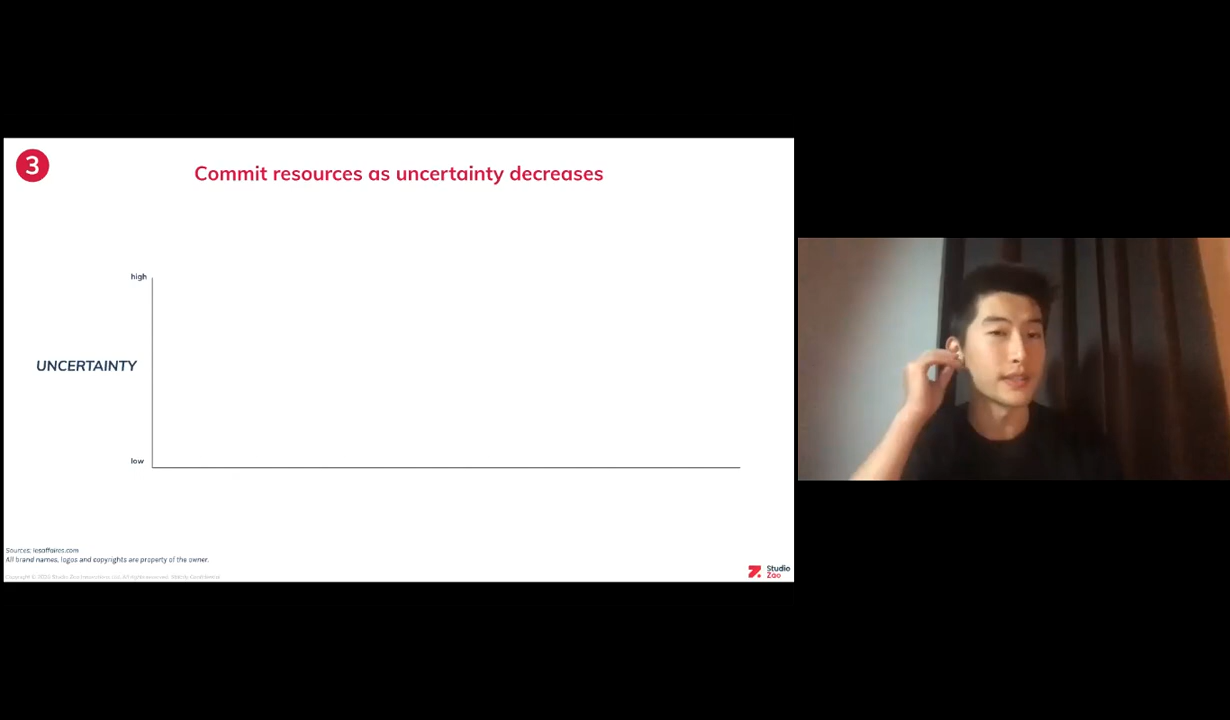 3
Commit resources as uncertainty decreases
high
UNCERTAINTY
low
Sources: lesaffaires.com
All brand names, logos and copyrights are property of the owner.
Studio
Zao